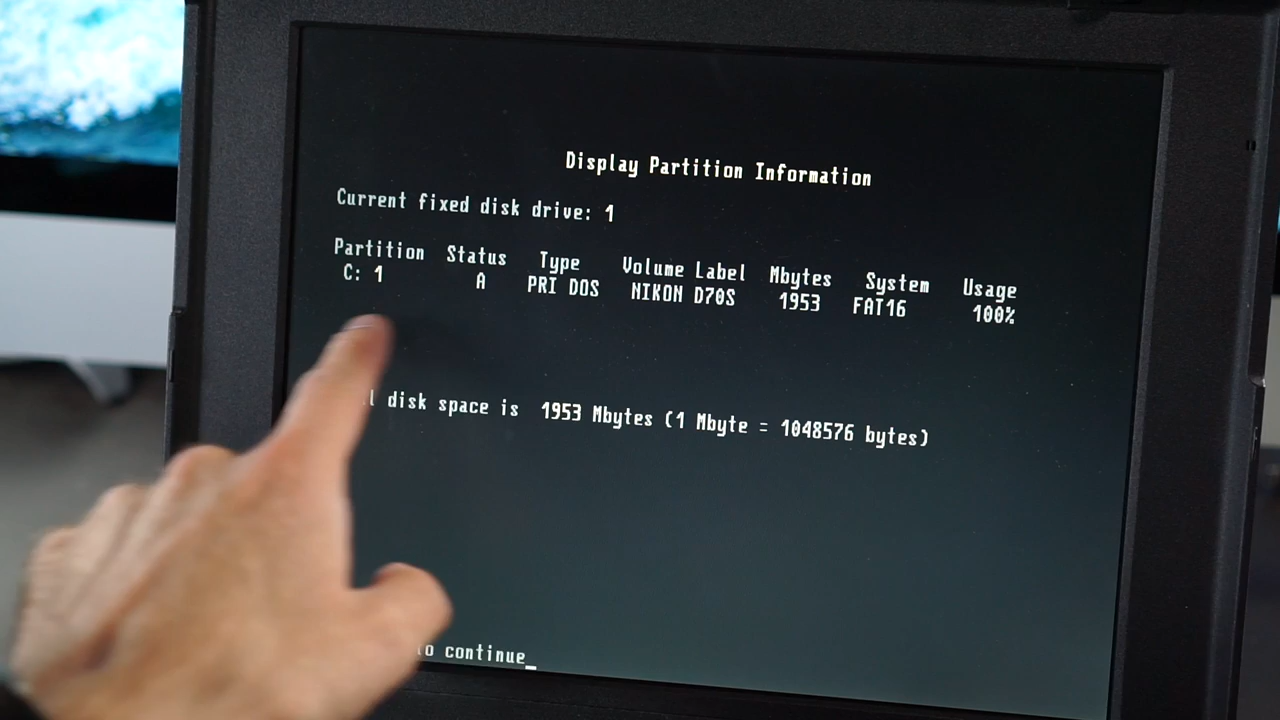 Display Partition Information
Current fixed disk drive: 1
Partition Status Type Volume Label Mbytes System Usage
C: 1 A PRI DOS NIKON D70S 1953 FAT16 100%
disk space is 1953 Mbytes (1 Mbyte = 1048576 bytes)
continue_